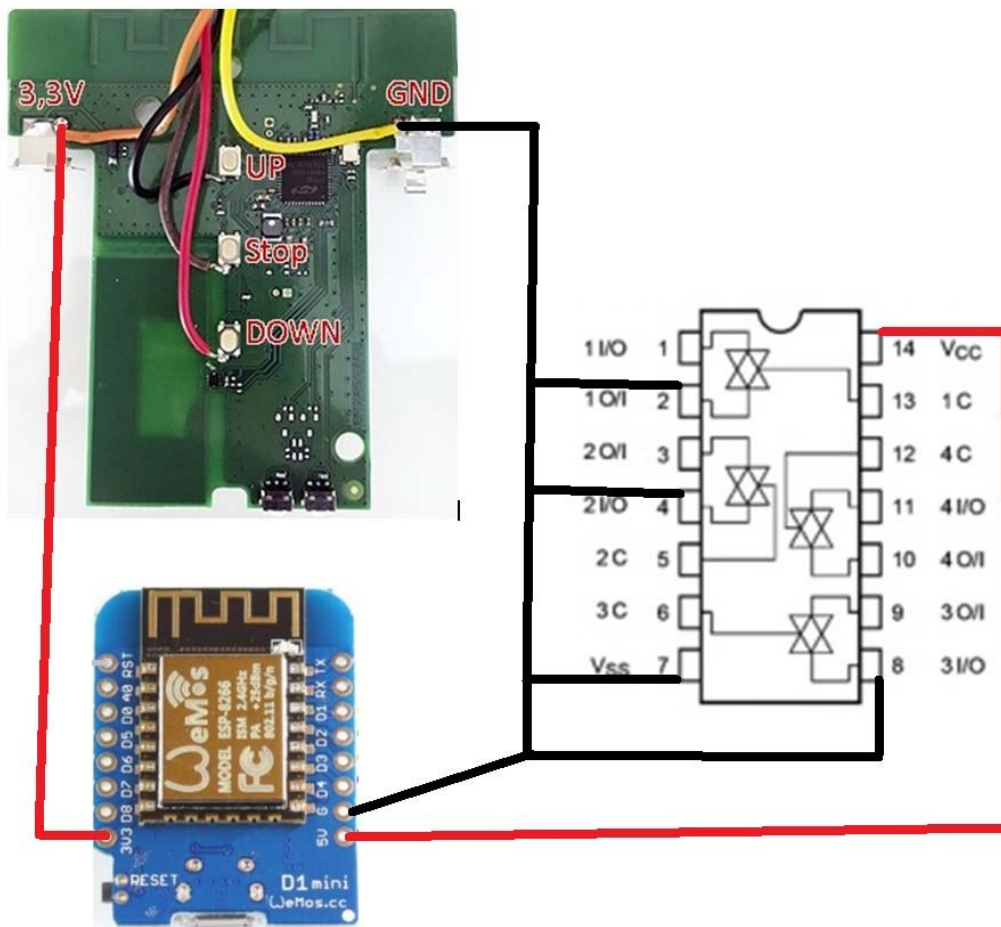 3,3V
GND
UP
Stop
DOWN
1 I/O 1
1 O/I 2
2 O/I 3
2 I/O 4
2 C 5
3 C 6
VSS 7
14 VCC
13 1 C
12 4 C
11 4 I/O
10 4 O/I
9 3 O/I
8 3 I/O
RST
A0
D0
D5
D6
D7
D8
3V3
TX
RX
D1
D2
D3
D4
G
5V
WeMos
MODEL ESP-8266
ISM 2.4GHz
PA +25dBm
802.11 b/g/n
FC
RESET
D1 mini
WeMos.cc